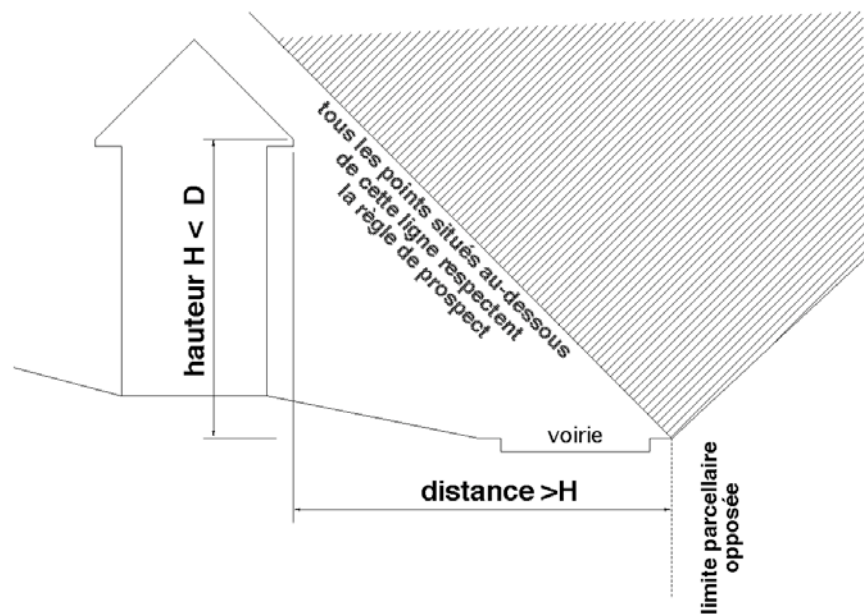 hauteur H < D
tous les points situés au-dessous
de cette ligne respectent
la règle de prospect
voirie
distance >H
limite parcellaire
opposée